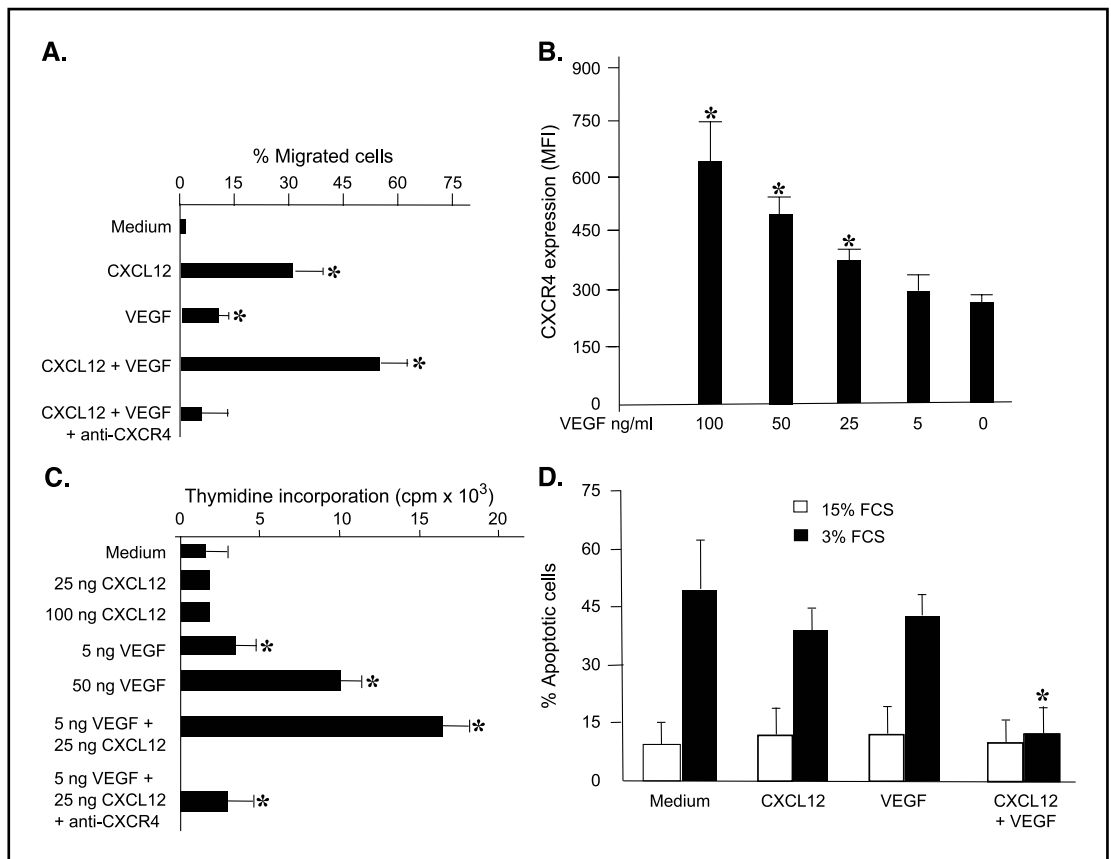 A.
% Migrated cells
0 15 30 45 60 75
Medium
CXCL12 *
VEGF *
CXCL12 + VEGF *
CXCL12 + VEGF
+ anti-CXCR4
B.
CXCR4 expression (MFI)
900
750
600
450
300
150
0
* * *
VEGF ng/ml 100 50 25 5 0
C.
Thymidine incorporation (cpm x 10³)
0 5 10 15 20
Medium
25 ng CXCL12
100 ng CXCL12
5 ng VEGF *
50 ng VEGF *
5 ng VEGF +
25 ng CXCL12 *
5 ng VEGF +
25 ng CXCL12 *
+ anti-CXCR4
D.
% Apoptotic cells
75
60
45
30
15
0
15% FCS
3% FCS
*
Medium CXCL12 VEGF CXCL12
+ VEGF